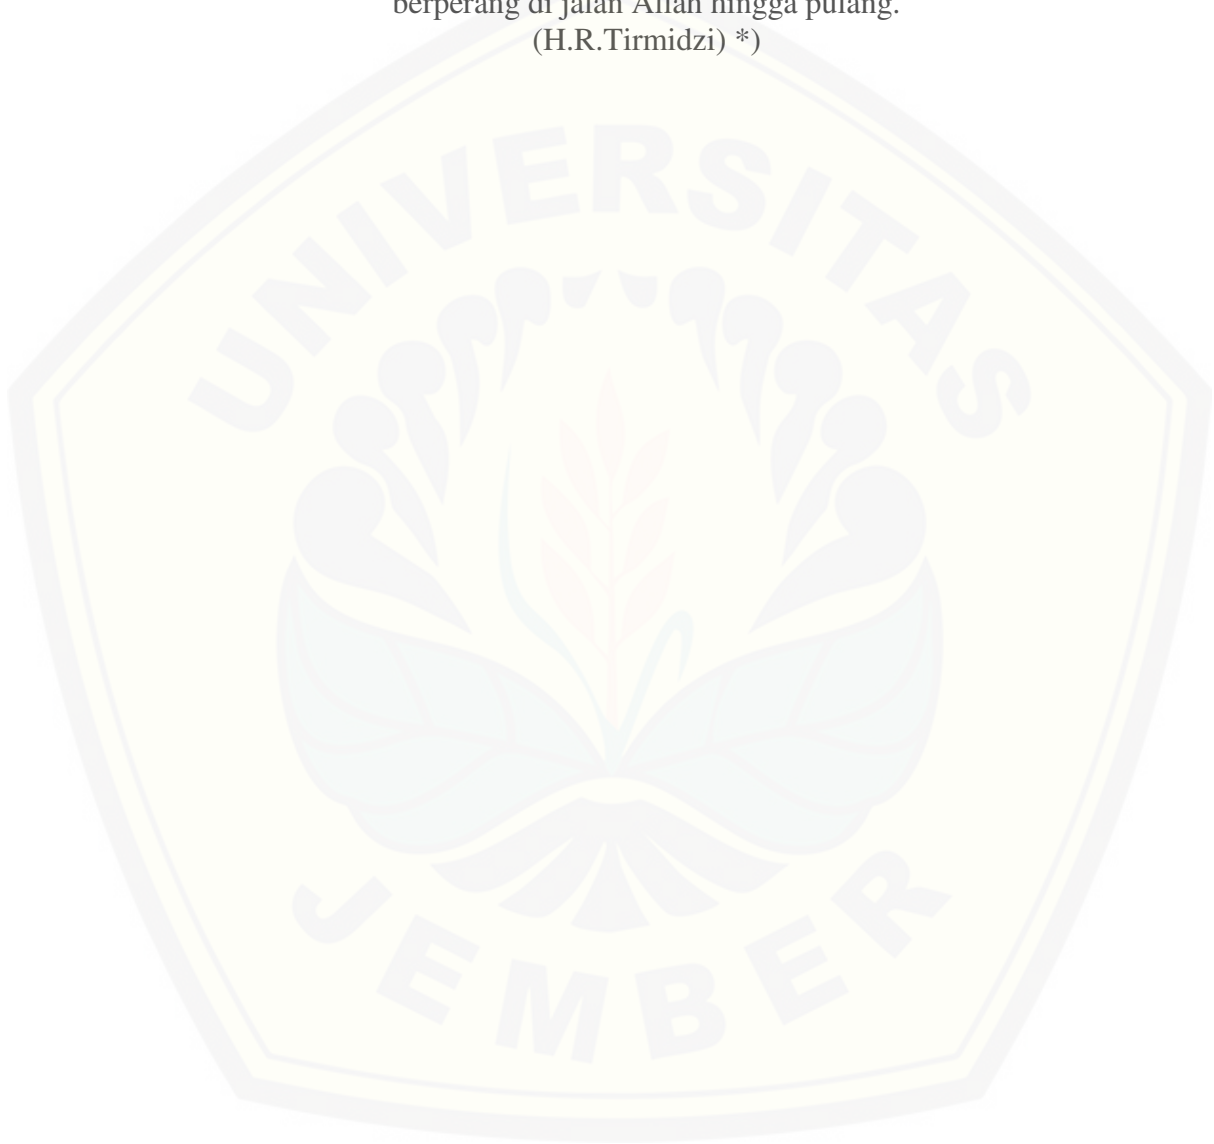 berperang di jalan Allah hingga pulang.
(H.R.Tirmidzi) *)
UNIVERSITAS
JEMBER